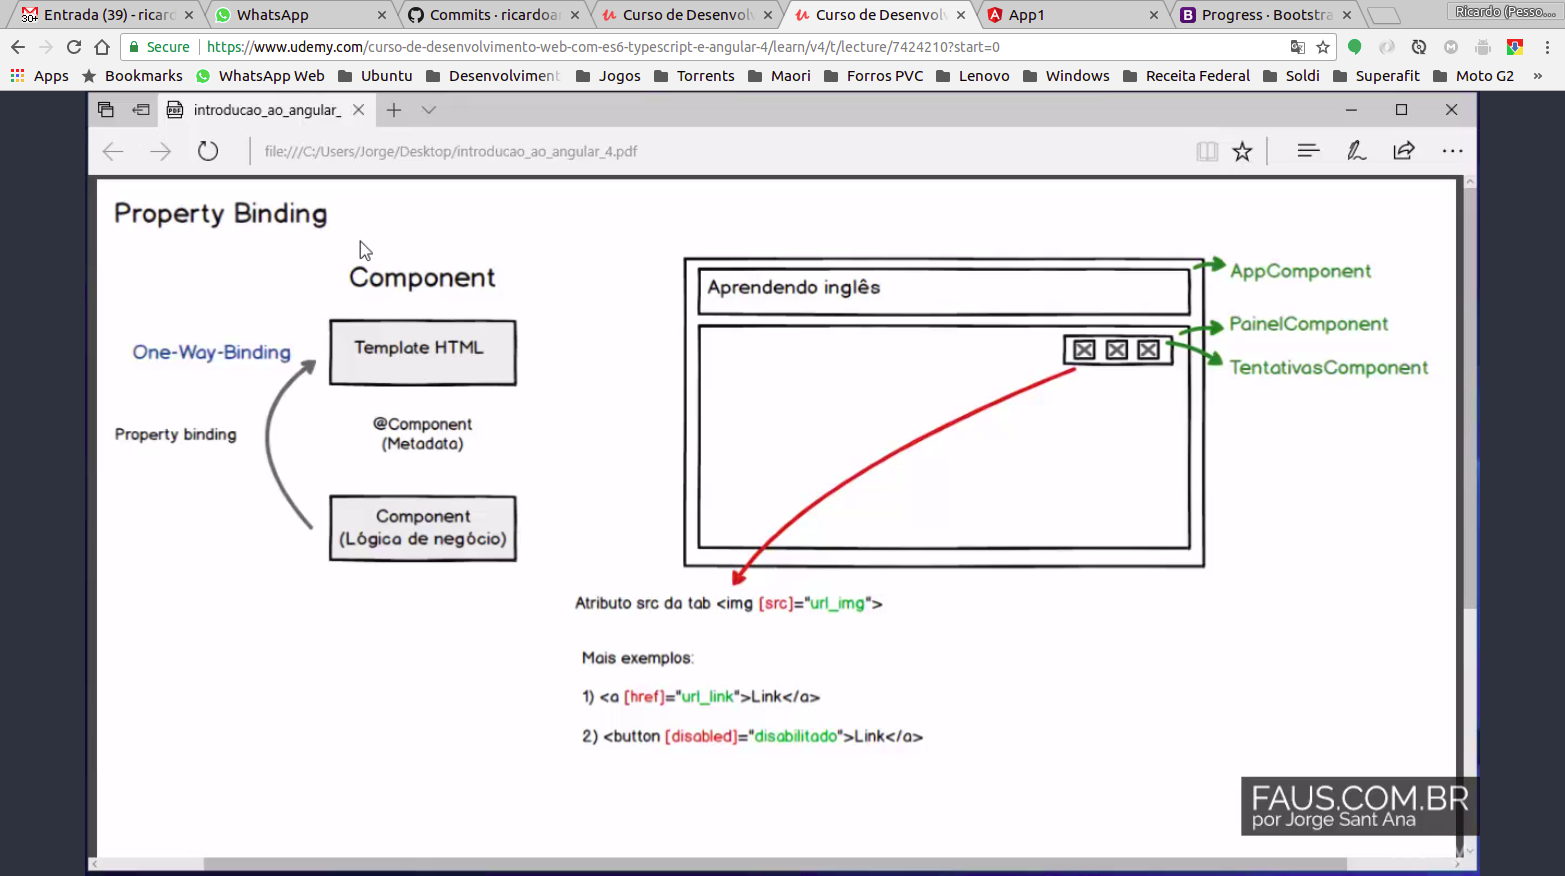 Entrada (39) - ricard
WhatsApp
Commits · ricardoar
Curso de Desenvolv
Curso de Desenvolv
App1
Progress · Bootstra
Ricardo (Pesso...
Secure
https://www.udemy.com/curso-de-desenvolvimento-web-com-es6-typescript-e-angular-4/learn/v4/t/lecture/7424210?start=0
Apps
Bookmarks
WhatsApp Web
Ubuntu
Desenvolviment
Jogos
Torrents
Maori
Forros PVC
Lenovo
Windows
Receita Federal
Soldi
Superafit
Moto G2
»
introducao_ao_angular_
file:///C:/Users/Jorge/Desktop/introducao_ao_angular_4.pdf
Property Binding
Component
One-Way-Binding
Template HTML
Property binding
@Component
(Metadata)
Component
(Lógica de negócio)
Aprendendo inglês
AppComponent
PainelComponent
TentativasComponent
Atributo src da tab <img [src]="url_img">
Mais exemplos:
1) <a [href]="url_link">Link</a>
2) <button [disabled]="disabilitado">Link</a>
FAUS.COM.BR
por Jorge Sant Ana